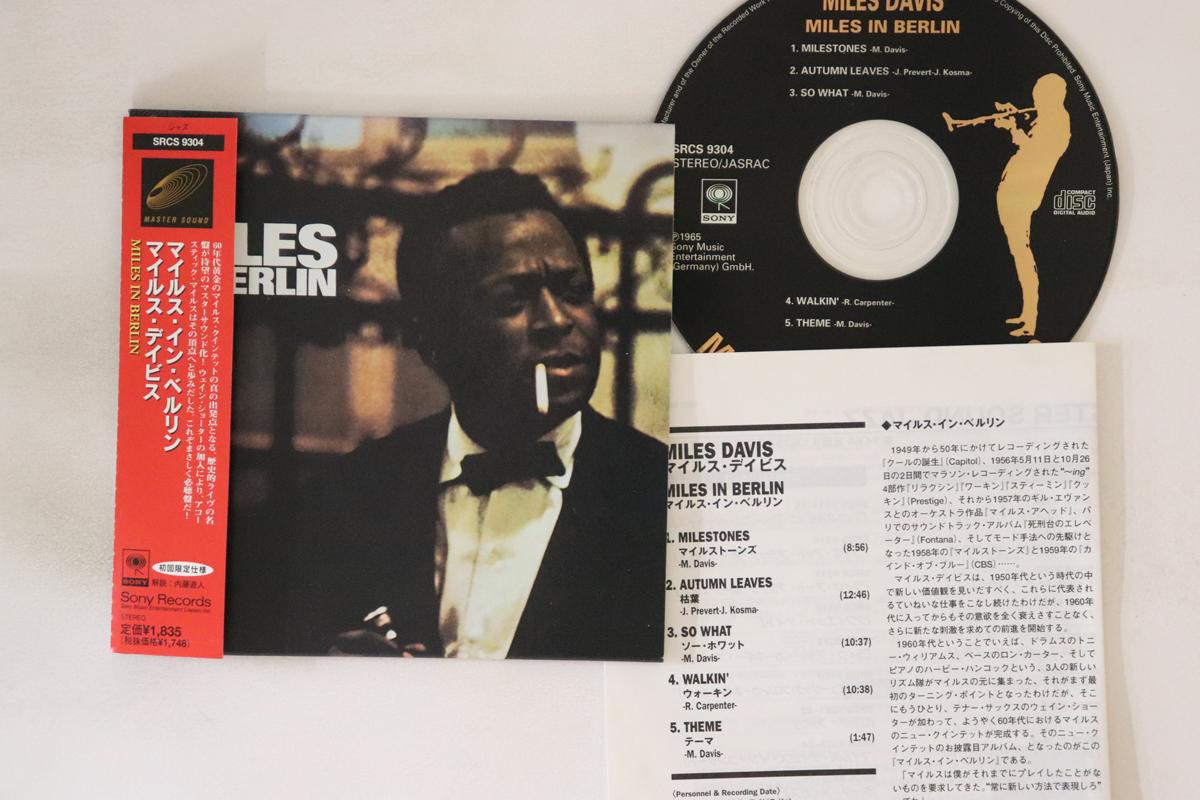 ジャズ
SRCS 9304
MASTER SOUND
60年代黄金のマイルス・クインテットの真の出発点となる、歴史的ライヴの名
盤が待望のマスターサウンド化!ウェイン・ショーターの加入により、アコー
スティック・マイルスはその頂点へと歩みだした。これぞまさしく必聴盤だ!
マイルス・イン・ベルリン
マイルス・デイビス
MILES IN BERLIN
SONY
初回限定仕様
解説:内藤遊人
Sony Records
Sony Music Entertainment (Japan) Inc.
STEREO
定価¥1,835
(税抜価格¥1,748)
LES
ERLIN
MILES DAVIS
MILES IN BERLIN
1. MILESTONES -M. Davis-
2. AUTUMN LEAVES -J. Prevert-J. Kosma-
3. SO WHAT -M. Davis-
SRCS 9304
STEREO/JASRAC
SONY
℗1965
Sony Music
Entertainment
(Germany) GmbH.
COMPACT
disc
DIGITAL AUDIO
4. WALKIN' -R. Carpenter-
5. THEME -M. Davis-
Copying of this Disc Prohibited. Sony Music Entertainment (Japan) Inc.
MILES DAVIS
マイルス・デイビス
MILES IN BERLIN
マイルス・イン・ベルリン
1. MILESTONES
マイルストーンズ (8:56)
-M. Davis-
2. AUTUMN LEAVES
枯葉 (12:46)
-J. Prevert-J. Kosma-
3. SO WHAT
ソー・ホワット (10:37)
-M. Davis-
4. WALKIN'
ウォーキン (10:38)
-R. Carpenter-
5. THEME
テーマ (1:47)
-M. Davis-
〈Personnel & Recording Date〉
◆マイルス・イン・ベルリン
1949年から50年にかけてレコーディングされた
『クールの誕生』(Capitol)、1956年5月11日と10月26
日の2日間でマラソン・レコーディングされた"〜ing"
4部作『リラクシン』『ワーキン』『スティーミン』『クッ
キン』(Prestige)、それから1957年のギル・エヴァン
スとのオーケストラ作品『マイルス・アヘッド』、パ
リでのサウンドトラック・アルバム『死刑台のエレベ
ーター』(Fontana)、そしてモード手法への先駆けと
なった1958年の『マイルストーンズ』と1959年の『カ
インド・オブ・ブルー』(CBS)……。
マイルス・デイビスは、1950年代という時代の中
で新しい価値観を見いだすべく、これらに代表され
るていねいな仕事をこなし続けたわけだが、1960年
代に入ってからもその意欲を全く衰えさすことなく、
さらに新たな刺激を求めての前進を開始する。
1960年代ということでいえば、ドラムスのトニ
ー・ウィリアムス、ベースのロン・カーター、そして
ピアノのハービー・ハンコックという、3人の新しい
リズム隊がマイルスの元に集まった、それがまず最
初のターニング・ポイントとなったわけだが、そこ
にもうひとり、テナー・サックスのウェイン・ショー
ターが加わって、ようやく60年代におけるマイルス
のニュー・クインテットが完成する。そのニュー・ク
インテットのお披露目アルバム、となったのがこの
『マイルス・イン・ベルリン』である。
「マイルスは僕がそれまでにプレイしたことがな
いものを要求してきた。"常に新しい方法で表現しろ"